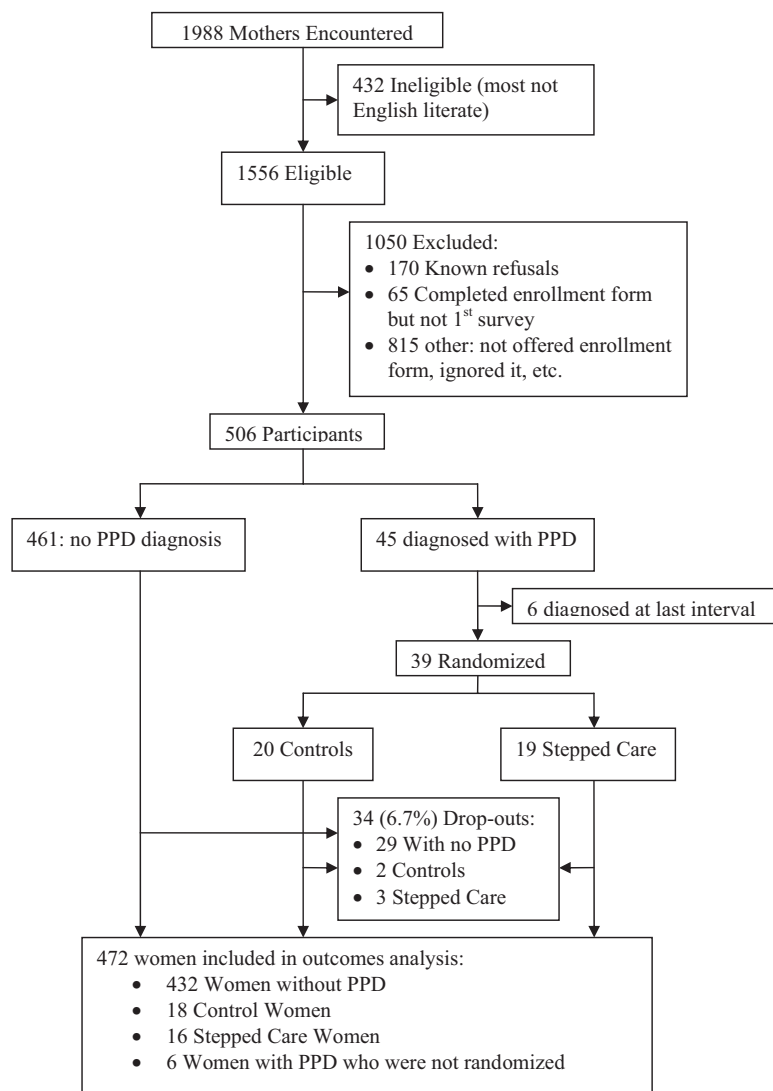 1988 Mothers Encountered
432 Ineligible (most not
English literate)
1556 Eligible
1050 Excluded:
• 170 Known refusals
• 65 Completed enrollment form
but not 1st survey
• 815 other: not offered enrollment
form, ignored it, etc.
506 Participants
461: no PPD diagnosis
45 diagnosed with PPD
6 diagnosed at last interval
39 Randomized
20 Controls
19 Stepped Care
34 (6.7%) Drop-outs:
• 29 With no PPD
• 2 Controls
• 3 Stepped Care
472 women included in outcomes analysis:
• 432 Women without PPD
• 18 Control Women
• 16 Stepped Care Women
• 6 Women with PPD who were not randomized